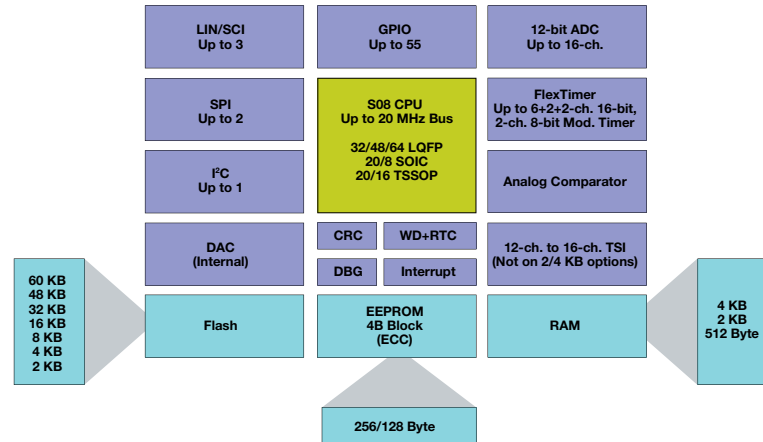 LIN/SCI
Up to 3
GPIO
Up to 55
12-bit ADC
Up to 16-ch.
SPI
Up to 2
S08 CPU
Up to 20 MHz Bus
32/48/64 LQFP
20/8 SOIC
20/16 TSSOP
FlexTimer
Up to 6+2+2-ch. 16-bit,
2-ch. 8-bit Mod. Timer
I²C
Up to 1
Analog Comparator
DAC
(Internal)
CRC
WD+RTC
DBG
Interrupt
12-ch. to 16-ch. TSI
(Not on 2/4 KB options)
60 KB
48 KB
32 KB
16 KB
8 KB
4 KB
2 KB
Flash
EEPROM
4B Block
(ECC)
RAM
4 KB
2 KB
512 Byte
256/128 Byte